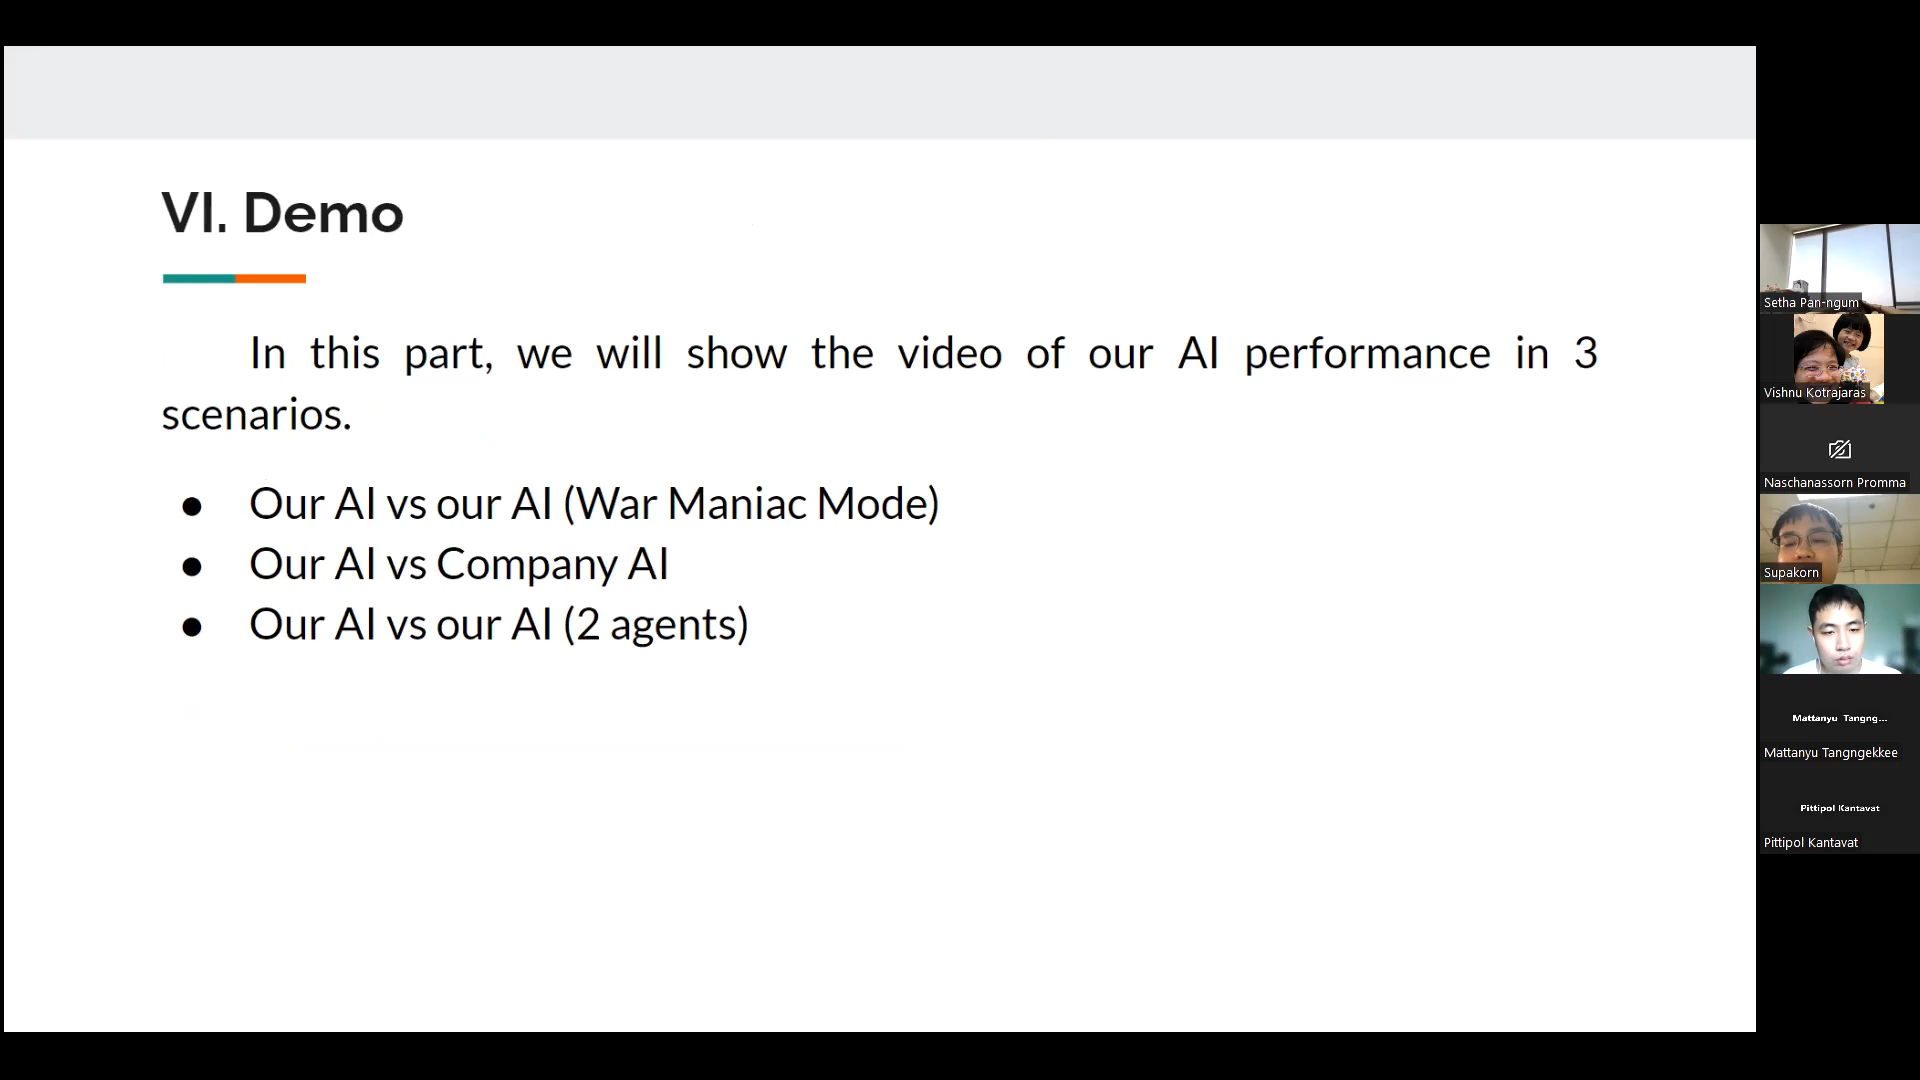 VI. Demo
In this part, we will show the video of our AI performance in 3
scenarios.
● Our AI vs our AI (War Maniac Mode)
● Our AI vs Company AI
● Our AI vs our AI (2 agents)
Setha Pan-ngum
Vishnu Kotrajaras
Naschanassorn Promma
Supakorn
Mattanyu Tangng...
Mattanyu Tangngekkee
Pittipol Kantavat
Pittipol Kantavat